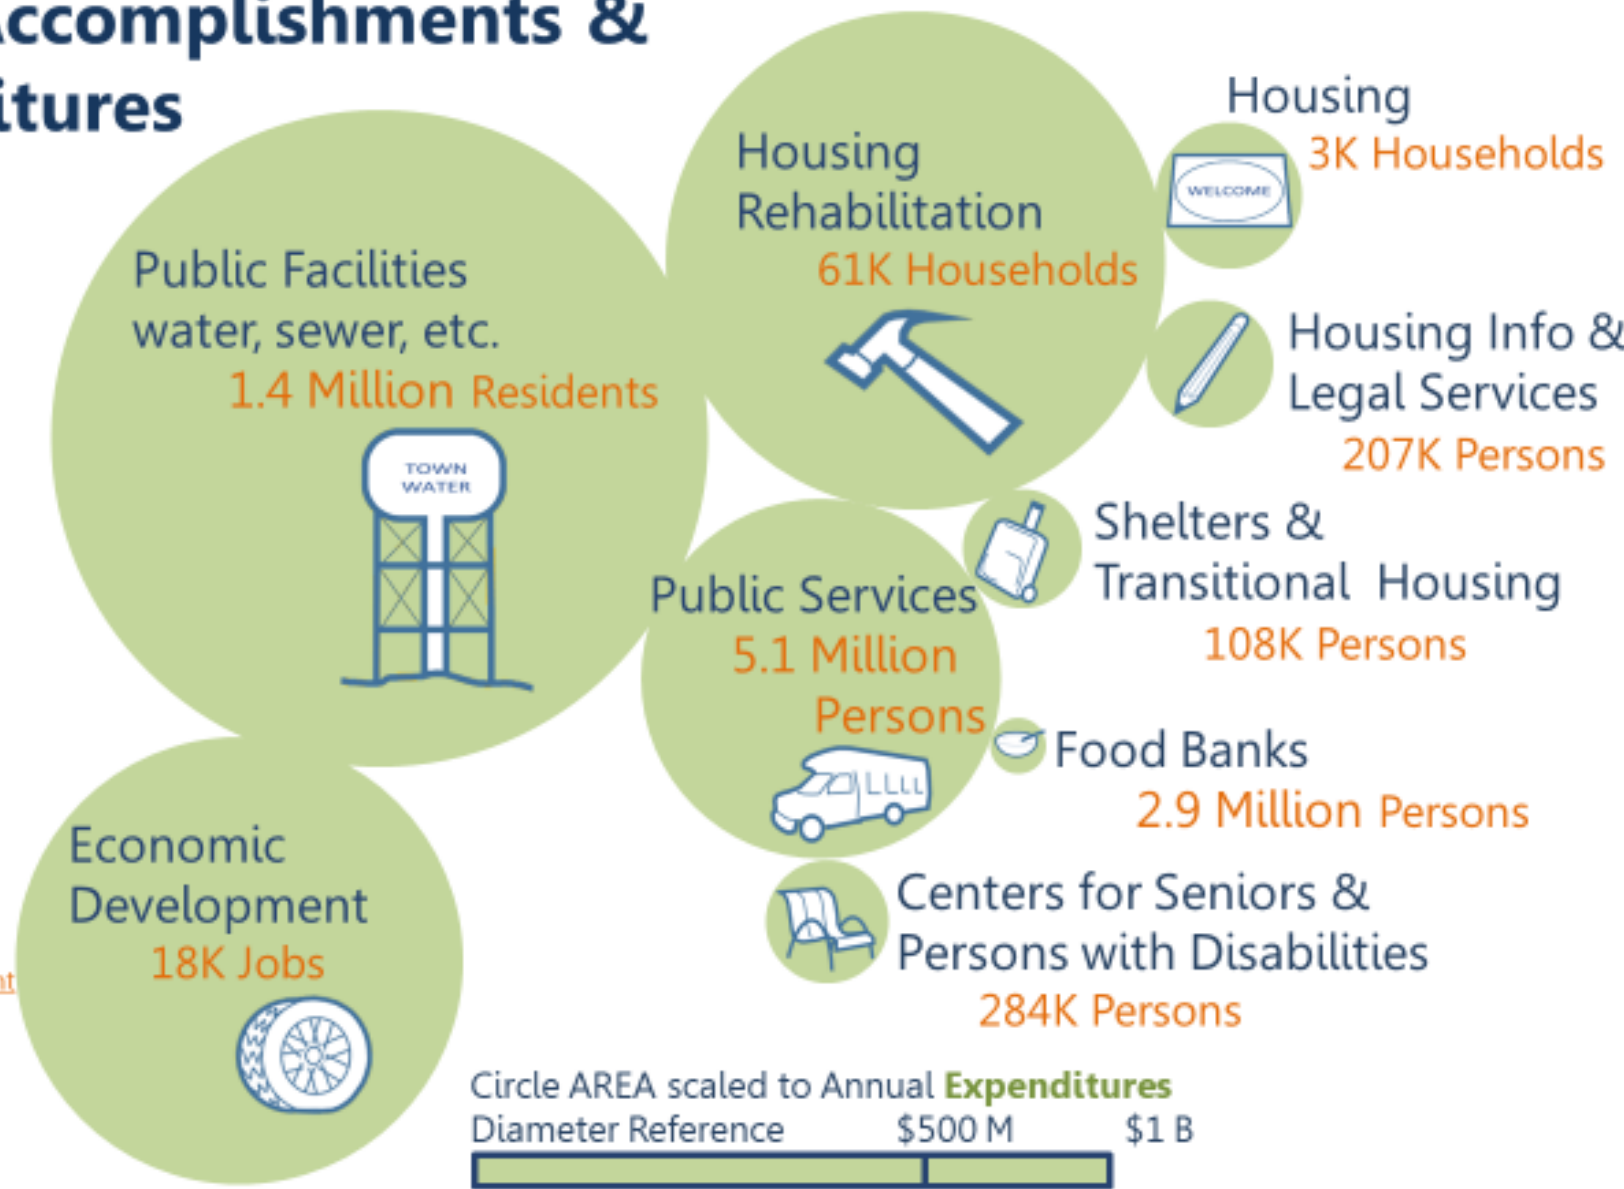 Accomplishments &
itures
Housing
3K Households
WELCOME
Housing
Rehabilitation
61K Households
Public Facilities
water, sewer, etc.
1.4 Million Residents
TOWN
WATER
Housing Info &
Legal Services
207K Persons
Shelters &
Transitional Housing
108K Persons
Public Services
5.1 Million
Persons
Food Banks
2.9 Million Persons
Economic
Development
18K Jobs
nt
Centers for Seniors &
Persons with Disabilities
284K Persons
Circle AREA scaled to Annual Expenditures
Diameter Reference $500 M $1 B